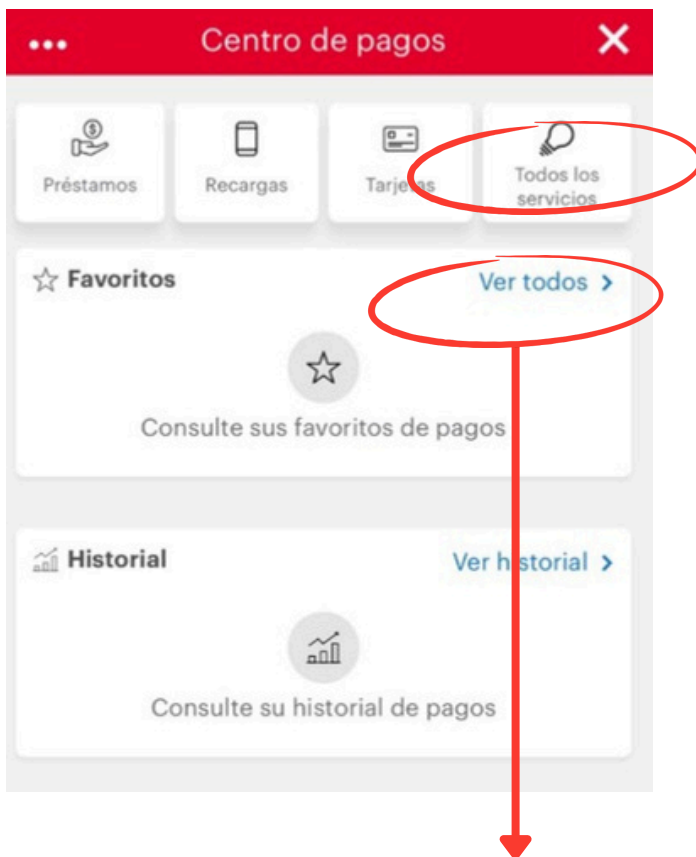 Centro de pagos
Préstamos
Recargas
Tarjetas
Todos los
servicios
Favoritos
Ver todos >
Consulte sus favoritos de pagos
Historial
Ver historial >
Consulte su historial de pagos